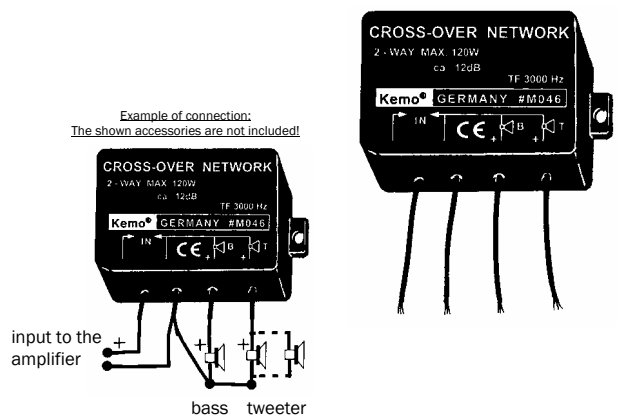 CROSS-OVER NETWORK
2 - WAY MAX. 120W
ca 12dB
TF 3000 Hz
Kemo® GERMANY #M046
IN CE + B + T
Example of connection:
The shown accessories are not included!
CROSS-OVER NETWORK
2 - WAY MAX 120W
ca 12dB
TF 3000 Hz
Kemo® GERMANY #M046
IN CE + B + T
input to the
amplifier
+ + +
bass tweeter